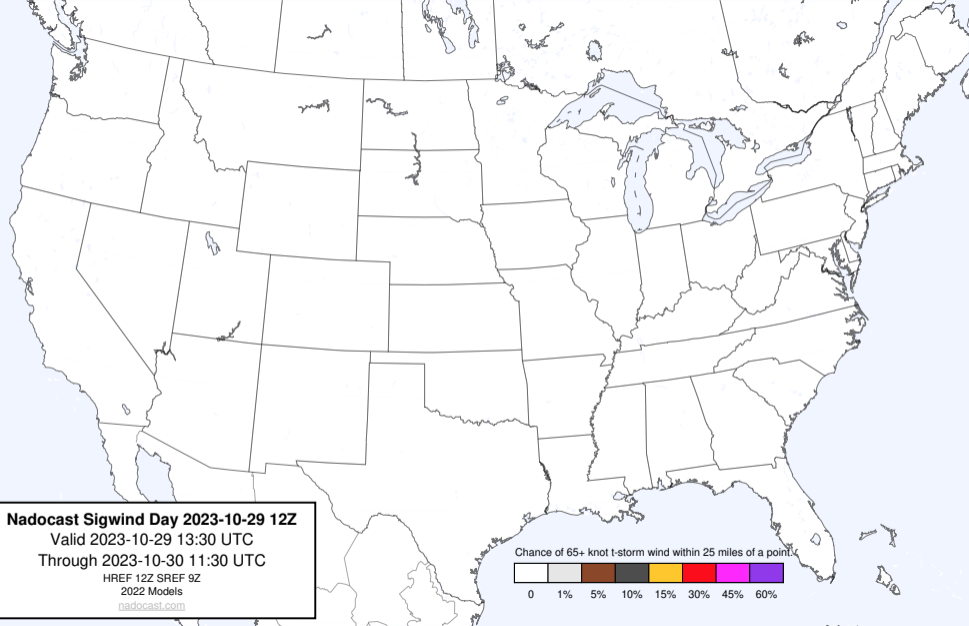 Nadocast Sigwind Day 2023-10-29 12Z
Valid 2023-10-29 13:30 UTC
Through 2023-10-30 11:30 UTC
HREF 12Z SREF 9Z
2022 Models
nadocast.com
Chance of 65+ knot t-storm wind within 25 miles of a point.
0 1% 5% 10% 15% 30% 45% 60%